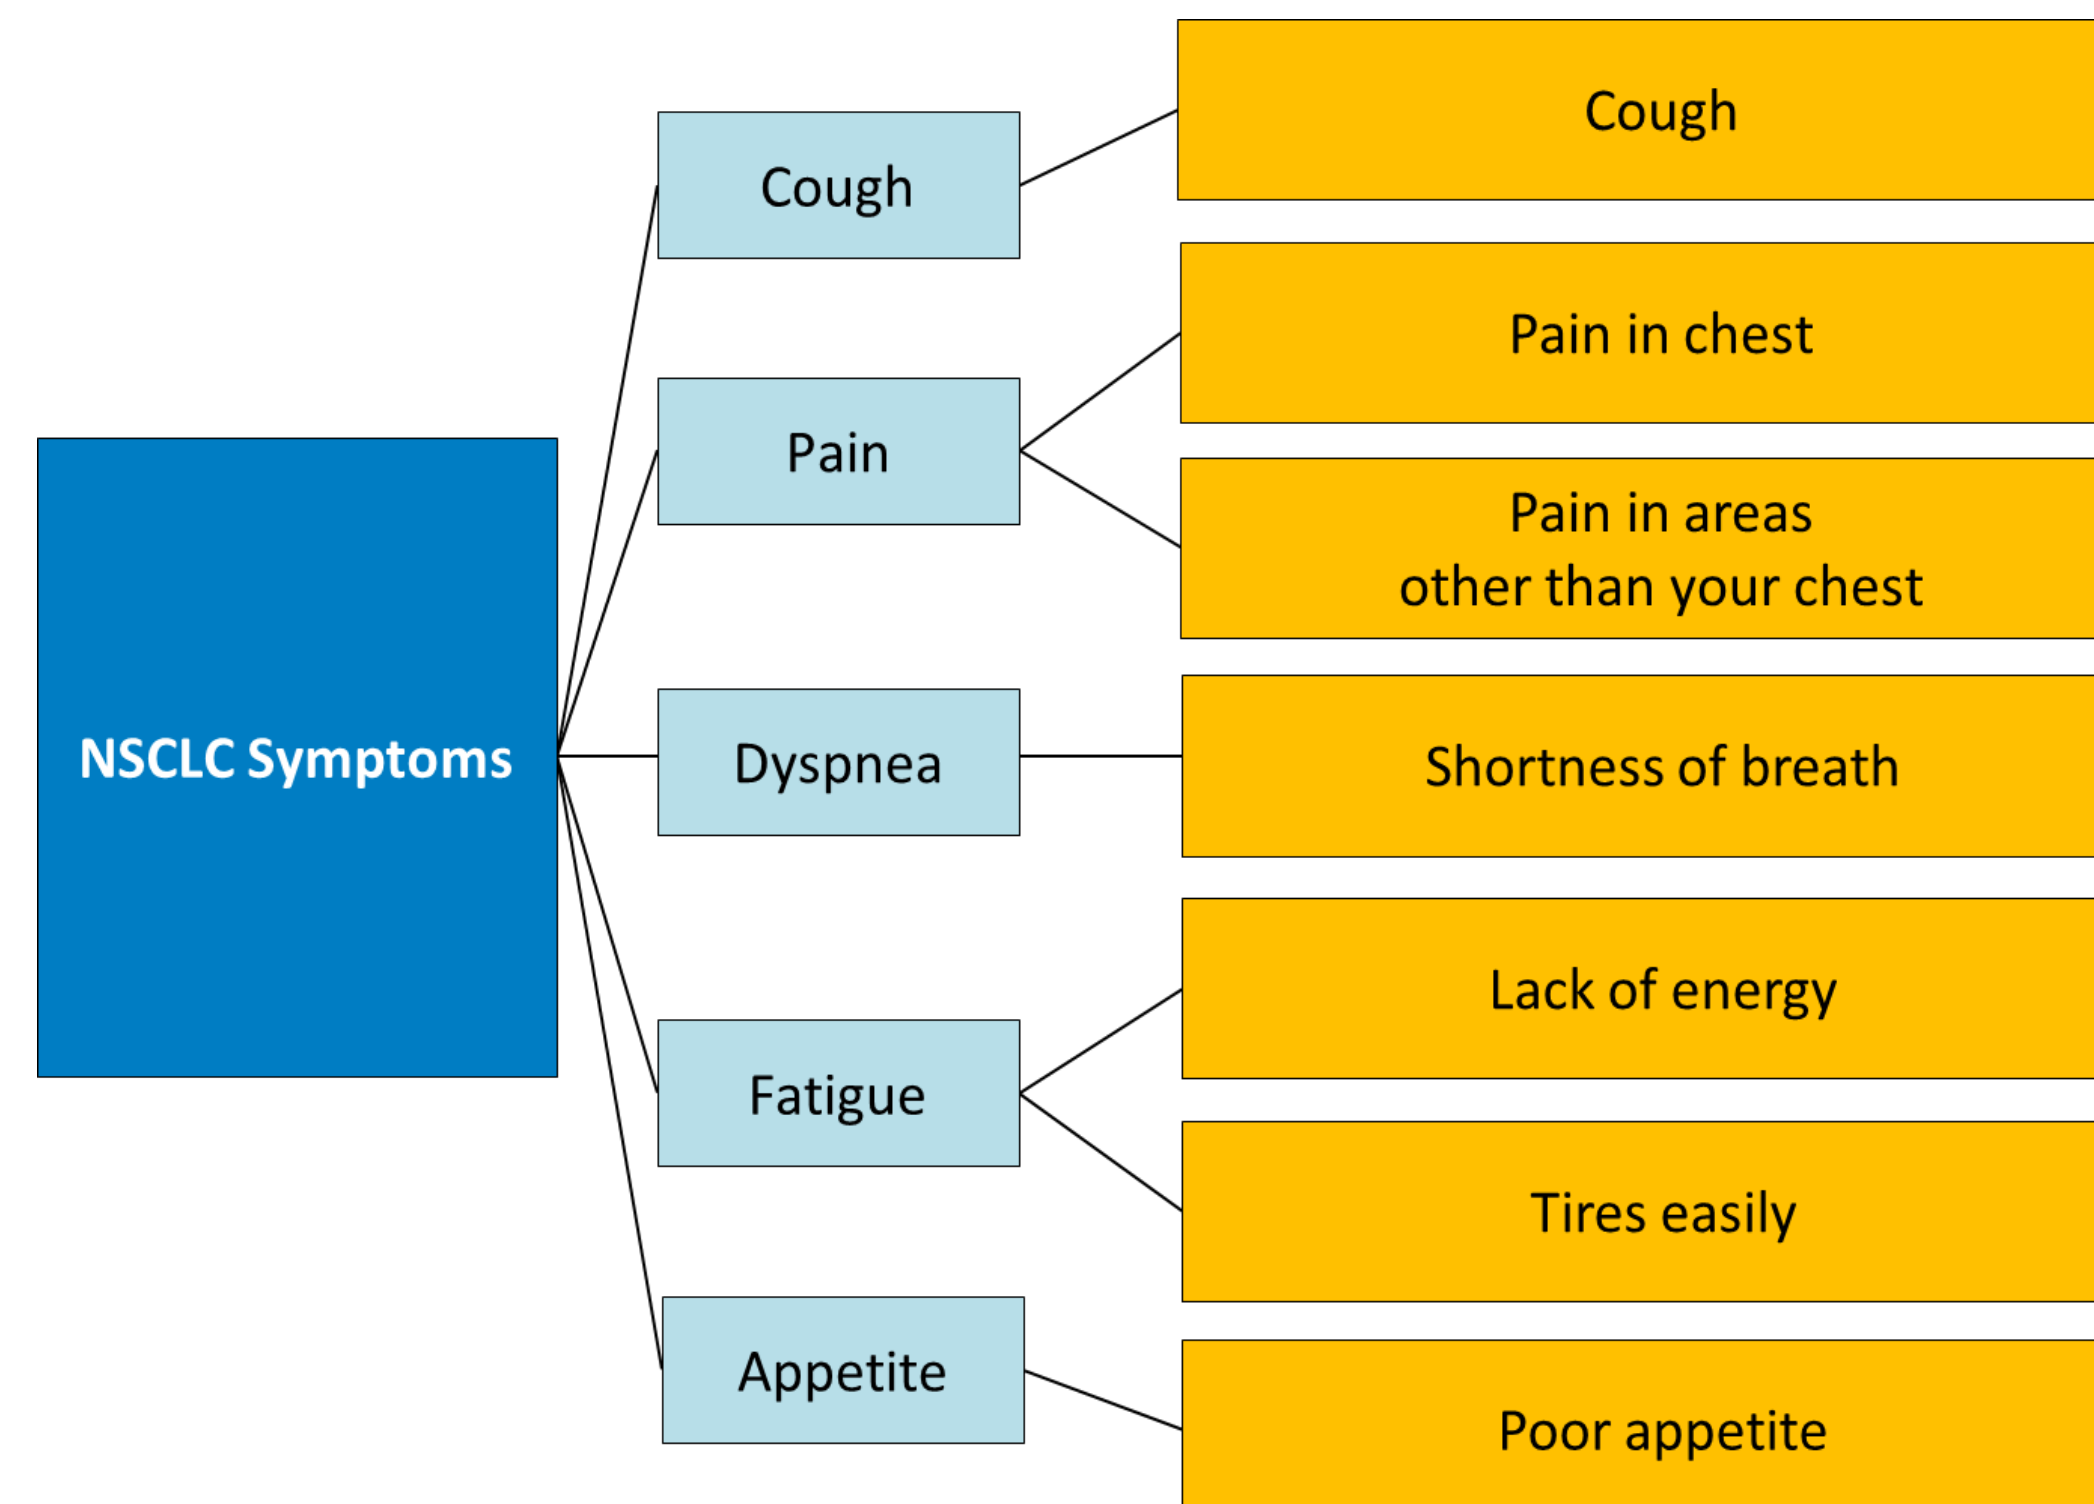 NSCLC Symptoms
Cough
Cough
Pain
Pain in chest
Pain in areas
other than your chest
Dyspnea
Shortness of breath
Fatigue
Lack of energy
Tires easily
Appetite
Poor appetite